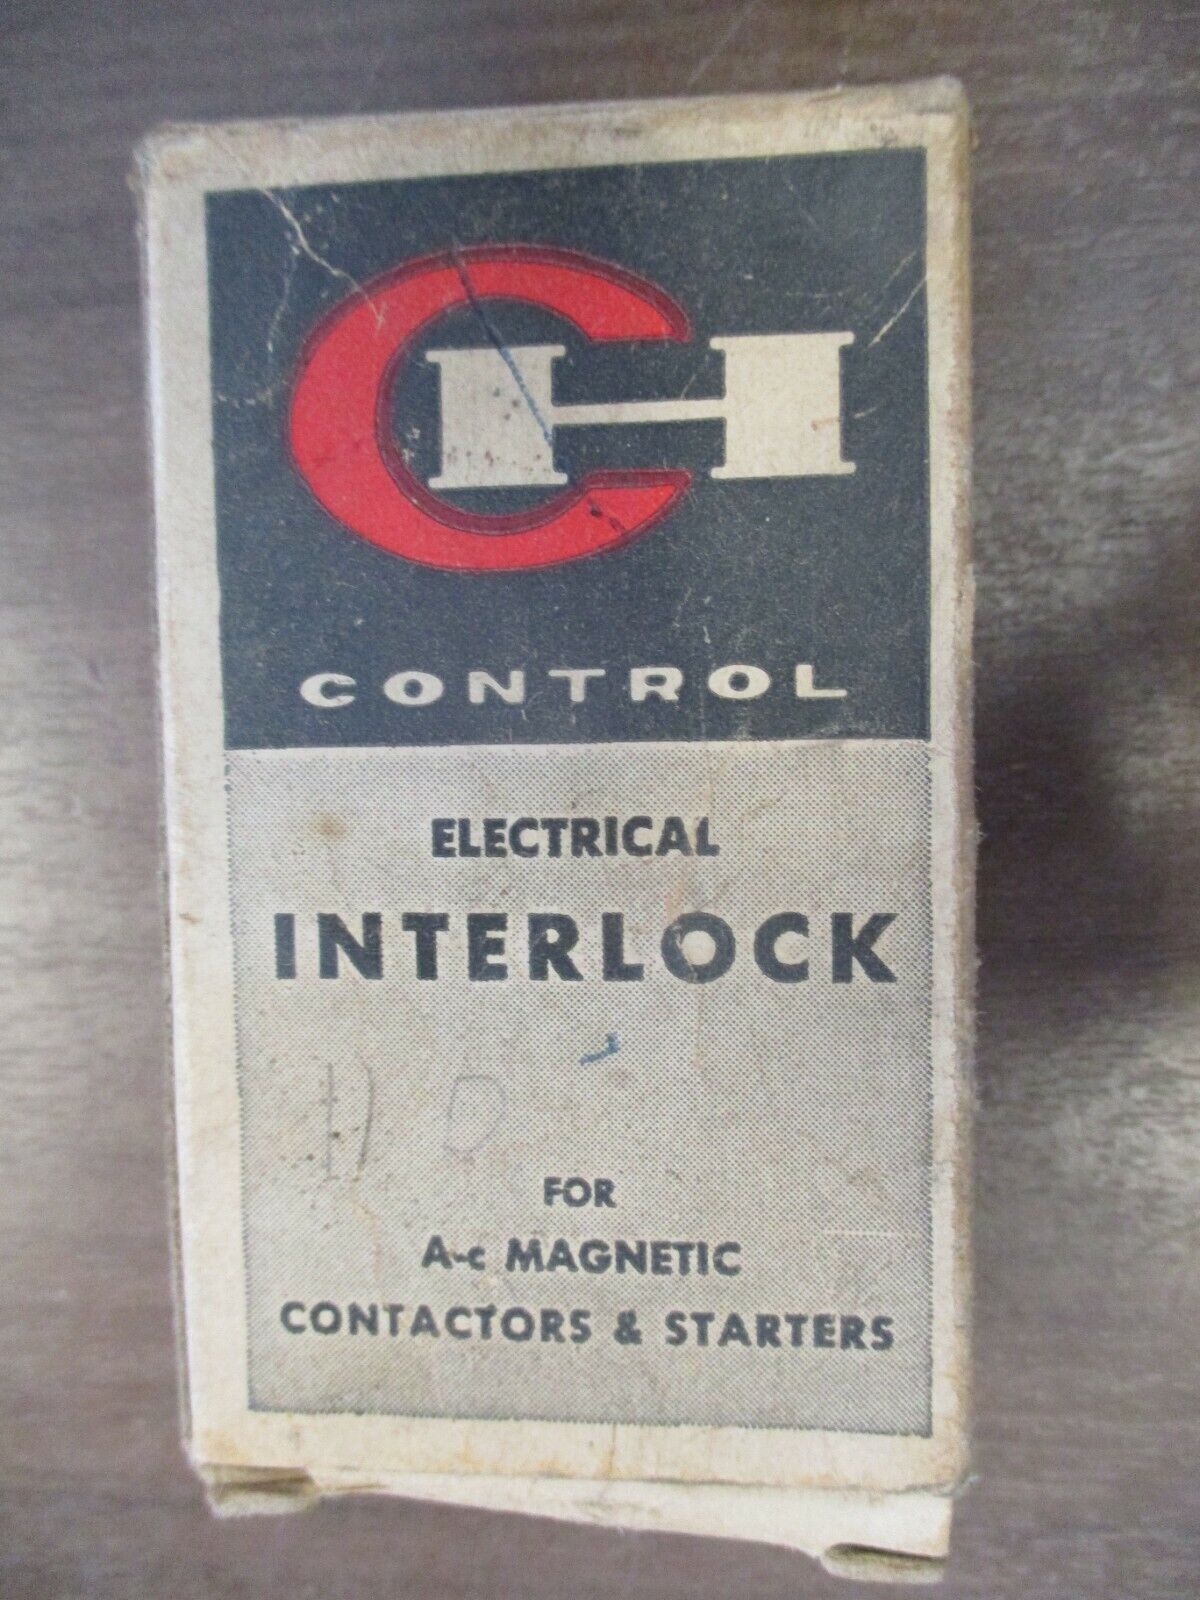 CH
CONTROL
ELECTRICAL
INTERLOCK
D
FOR
A-c MAGNETIC
CONTACTORS & STARTERS